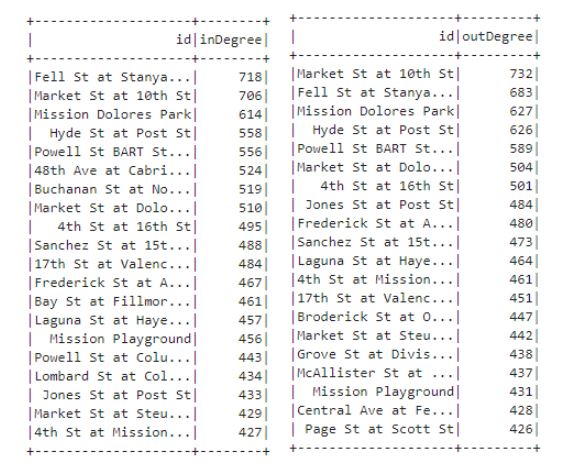 +--------------------+--------+
|                  id|inDegree|
+--------------------+--------+
|Fell St at Stanya...|     718|
|Market St at 10th St|     706|
|Mission Dolores Park|     614|
|  Hyde St at Post St|     558|
|Powell St BART St...|     556|
|48th Ave at Cabri...|     524|
|Buchanan St at No...|     519|
|Market St at Dolo...|     510|
|   4th St at 16th St|     495|
|Sanchez St at 15t...|     488|
|17th St at Valenc...|     484|
|Frederick St at A...|     467|
|Bay St at Fillmor...|     461|
|Laguna St at Haye...|     457|
|  Mission Playground|     456|
|Powell St at Colu...|     443|
|Lombard St at Col...|     434|
| Jones St at Post St|     433|
|Market St at Steu...|     429|
|4th St at Mission...|     427|
+--------------------+--------+
+--------------------+---------+
|                  id|outDegree|
+--------------------+---------+
|Market St at 10th St|      732|
|Fell St at Stanya...|      683|
|Mission Dolores Park|      627|
|  Hyde St at Post St|      626|
|Powell St BART St...|      589|
|Market St at Dolo...|      504|
|   4th St at 16th St|      501|
| Jones St at Post St|      484|
|Frederick St at A...|      480|
|Sanchez St at 15t...|      473|
|Laguna St at Haye...|      464|
|4th St at Mission...|      461|
|17th St at Valenc...|      451|
|Broderick St at O...|      447|
|Market St at Steu...|      442|
|Grove St at Divis...|      438|
|McAllister St at ...|      437|
|  Mission Playground|      431|
|Central Ave at Fe...|      428|
| Page St at Scott St|      426|
+--------------------+---------+